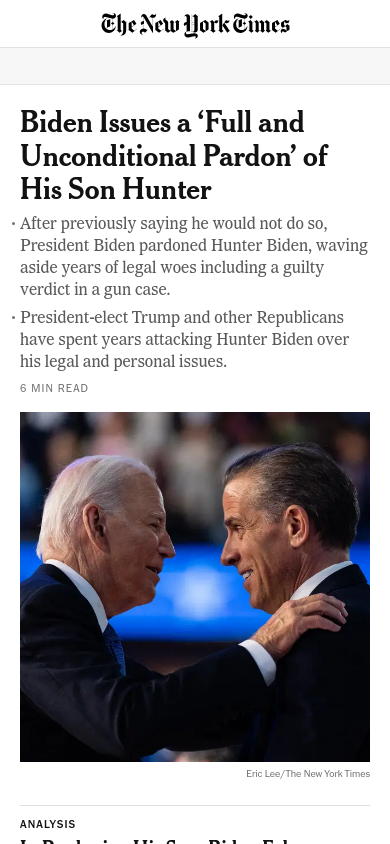 The New York Times
Biden Issues a ‘Full and
Unconditional Pardon’ of
His Son Hunter
• After previously saying he would not do so,
President Biden pardoned Hunter Biden, waving
aside years of legal woes including a guilty
verdict in a gun case.
• President-elect Trump and other Republicans
have spent years attacking Hunter Biden over
his legal and personal issues.
6 MIN READ
Eric Lee/The New York Times
ANALYSIS